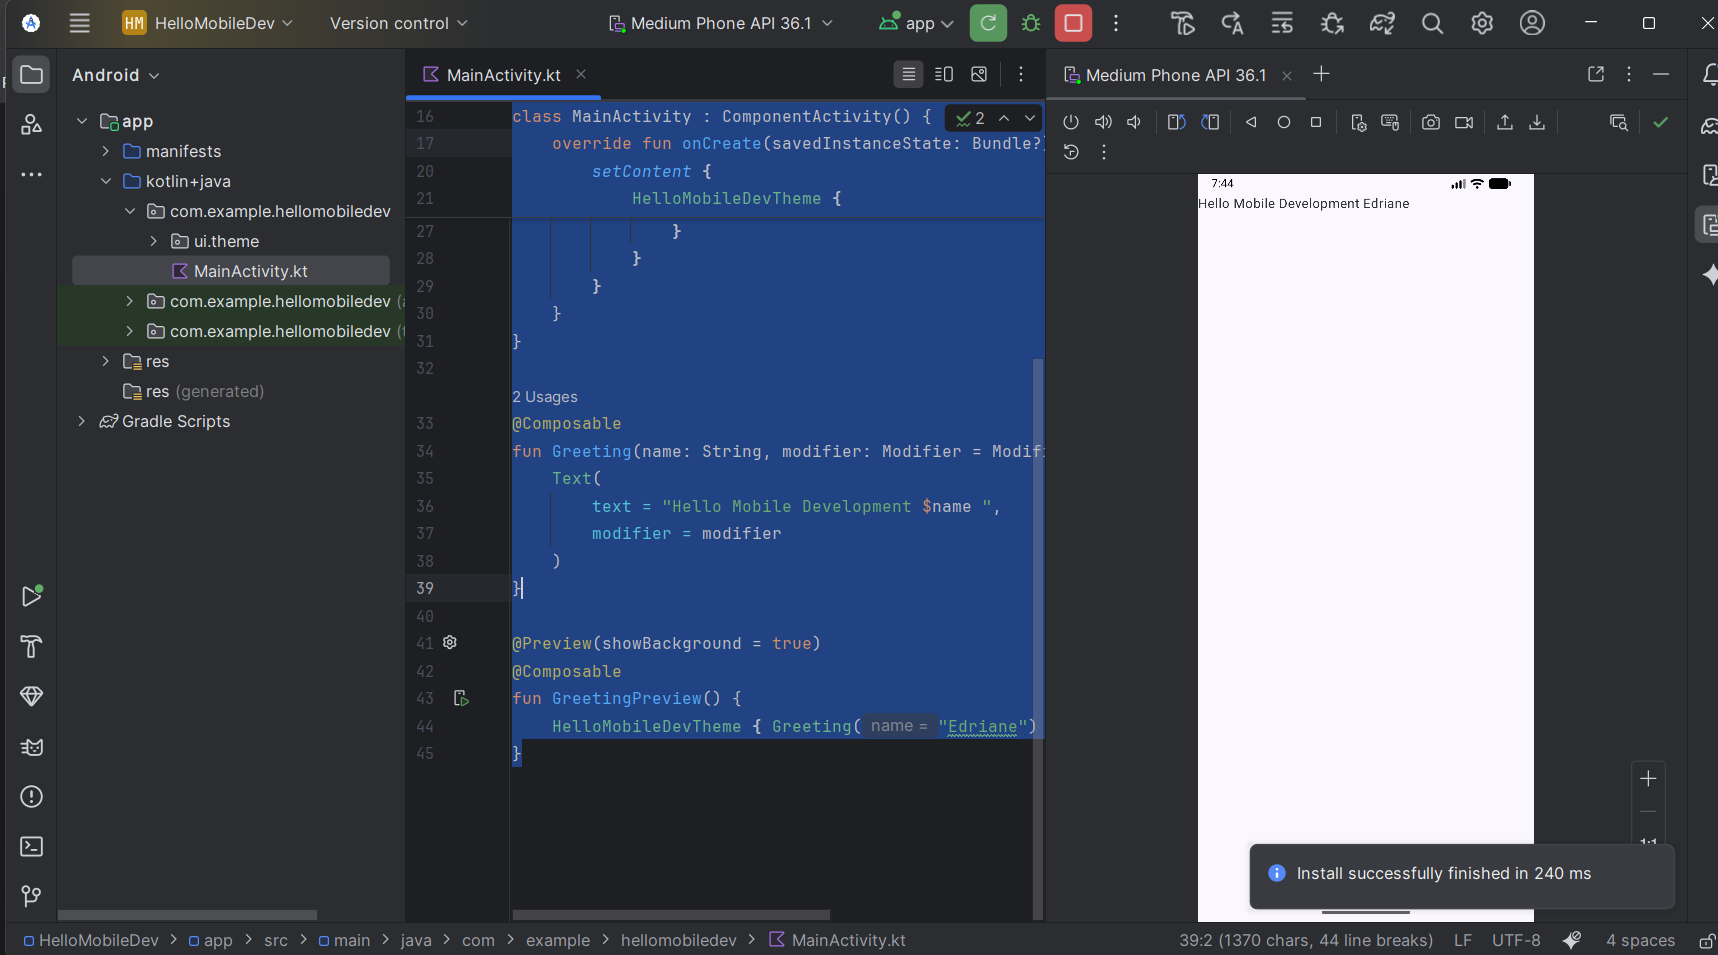 HM HelloMobileDev Version control Medium Phone API 36.1 app
Android
app
manifests
kotlin+java
com.example.hellomobiledev
ui.theme
MainActivity.kt
com.example.hellomobiledev
com.example.hellomobiledev
res
res (generated)
Gradle Scripts
MainActivity.kt
2
16 class MainActivity : ComponentActivity() {
17 override fun onCreate(savedInstanceState: Bundle?)
20 setContent {
21 HelloMobileDevTheme {
27 }
28 }
29 }
30 }
31 }
32
2 Usages
33 @Composable
34 fun Greeting(name: String, modifier: Modifier = Modif
35 Text(
36 text = "Hello Mobile Development $name ",
37 modifier = modifier
38 )
39 }
40
41 @Preview(showBackground = true)
42 @Composable
43 fun GreetingPreview() {
44 HelloMobileDevTheme { Greeting( name = "Edriane")
45 }
Medium Phone API 36.1
7:44
Hello Mobile Development Edriane
1:1
Install successfully finished in 240 ms
HelloMobileDev > app > src > main > java > com > example > hellomobiledev > MainActivity.kt
39:2 (1370 chars, 44 line breaks) LF UTF-8 4 spaces